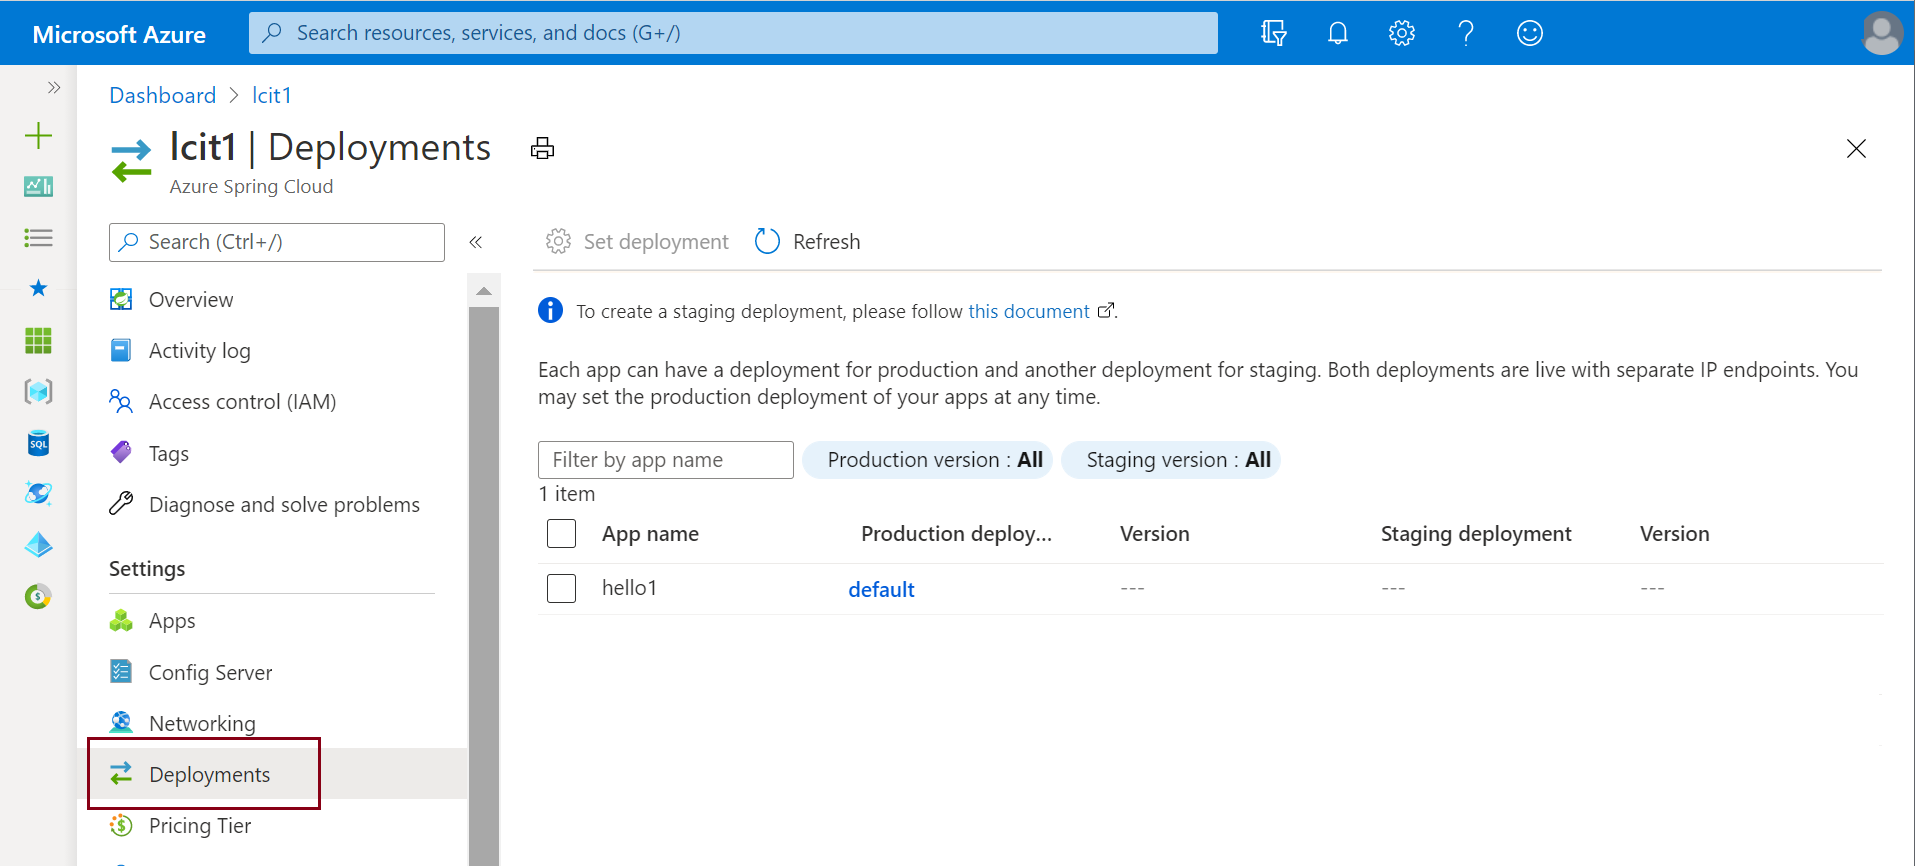 Microsoft Azure
Search resources, services, and docs (G+/)
Dashboard > lcit1
lcit1 | Deployments
Azure Spring Cloud
Search (Ctrl+/)
Overview
Activity log
Access control (IAM)
Tags
Diagnose and solve problems
Settings
Apps
Config Server
Networking
Deployments
Pricing Tier
Set deployment
Refresh
To create a staging deployment, please follow this document.
Each app can have a deployment for production and another deployment for staging. Both deployments are live with separate IP endpoints. You
may set the production deployment of your apps at any time.
Filter by app name
Production version : All
Staging version : All
1 item
App name Production deploy... Version Staging deployment Version
hello1 default --- --- ---
SQL